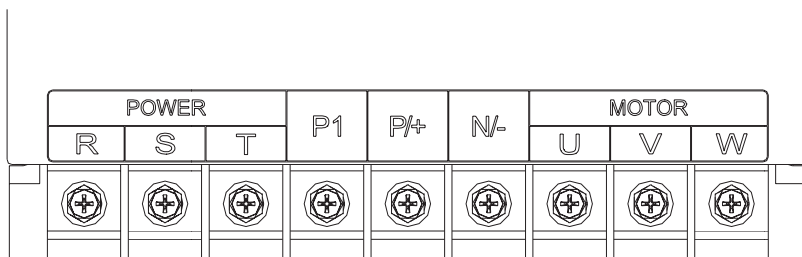 POWER
MOTOR
P1 P/+ N/-
R S T
U V W